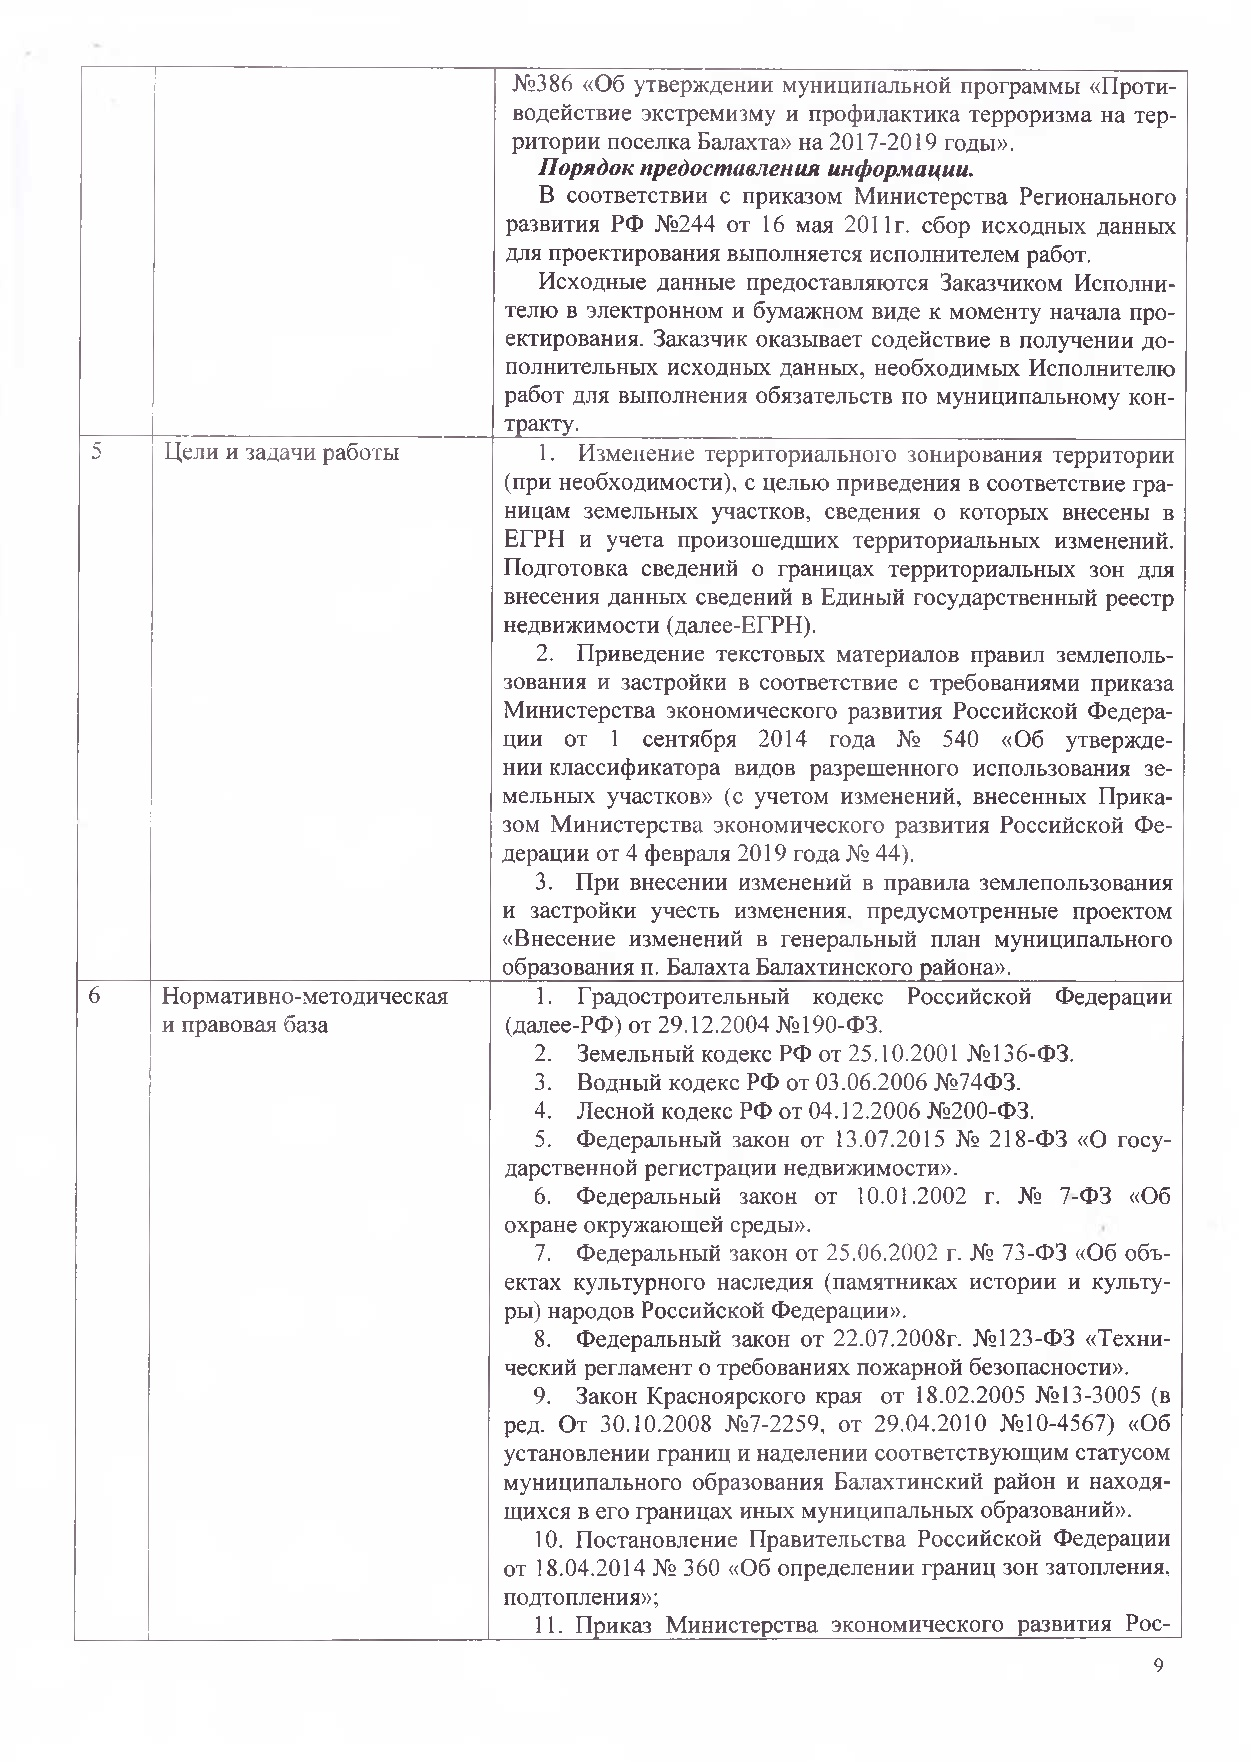 №386 «Об утверждении муниципальной программы «Проти-
водействие экстремизму и профилактика терроризма на тер-
ритории поселка Балахта» на 2017-2019 годы».
Порядок предоставления информации.
В соответствии с приказом Министерства Регионального
развития РФ №244 от 16 мая 2011г. сбор исходных данных
для проектирования выполняется исполнителем работ.
Исходные данные предоставляются Заказчиком Исполни-
телю в электронном и бумажном виде к моменту начала про-
ектирования. Заказчик оказывает содействие в получении до-
полнительных исходных данных, необходимых Исполнителю
работ для выполнения обязательств по муниципальному кон-
тракту.
5 Цели и задачи работы
1. Изменение территориального зонирования территории
(при необходимости), с целью приведения в соответствие гра-
ницам земельных участков, сведения о которых внесены в
ЕГРН и учета произошедших территориальных изменений.
Подготовка сведений о границах территориальных зон для
внесения данных сведений в Единый государственный реестр
недвижимости (далее-ЕГРН).
2. Приведение текстовых материалов правил землеполь-
зования и застройки в соответствие с требованиями приказа
Министерства экономического развития Российской Федера-
ции от 1 сентября 2014 года № 540 «Об утвержде-
нии классификатора видов разрешенного использования зе-
мельных участков» (с учетом изменений, внесенных Прика-
зом Министерства экономического развития Российской Фе-
дерации от 4 февраля 2019 года № 44).
3. При внесении изменений в правила землепользования
и застройки учесть изменения, предусмотренные проектом
«Внесение изменений в генеральный план муниципального
образования п. Балахта Балахтинского района».
6 Нормативно-методическая
и правовая база
1. Градостроительный кодекс Российской Федерации
(далее-РФ) от 29.12.2004 №190-ФЗ.
2. Земельный кодекс РФ от 25.10.2001 №136-ФЗ.
3. Водный кодекс РФ от 03.06.2006 №74ФЗ.
4. Лесной кодекс РФ от 04.12.2006 №200-ФЗ.
5. Федеральный закон от 13.07.2015 № 218-ФЗ «О госу-
дарственной регистрации недвижимости».
6. Федеральный закон от 10.01.2002 г. № 7-ФЗ «Об
охране окружающей среды».
7. Федеральный закон от 25.06.2002 г. № 73-ФЗ «Об объ-
ектах культурного наследия (памятниках истории и культу-
ры) народов Российской Федерации».
8. Федеральный закон от 22.07.2008г. №123-ФЗ «Техни-
ческий регламент о требованиях пожарной безопасности».
9. Закон Красноярского края от 18.02.2005 №13-3005 (в
ред. От 30.10.2008 №7-2259, от 29.04.2010 №10-4567) «Об
установлении границ и наделении соответствующим статусом
муниципального образования Балахтинский район и находя-
щихся в его границах иных муниципальных образований».
10. Постановление Правительства Российской Федерации
от 18.04.2014 № 360 «Об определении границ зон затопления,
подтопления»;
11. Приказ Министерства экономического развития Рос-
9